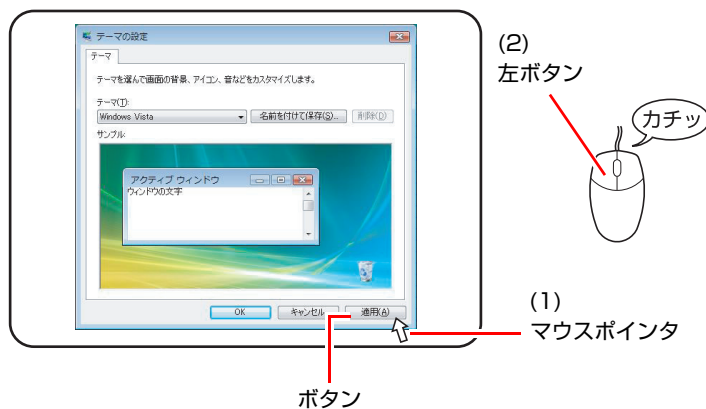 テーマの設定
テーマ
テーマを選んで画面の背景、アイコン、音などをカスタマイズします。
テーマ(T):
Windows Vista
名前を付けて保存(S)...
削除(D)
サンプル:
アクティブ ウィンドウ
ウィンドウの文字
OK
キャンセル
適用(A)
(2)
左ボタン
カチッ
(1)
マウスポインタ
ボタン